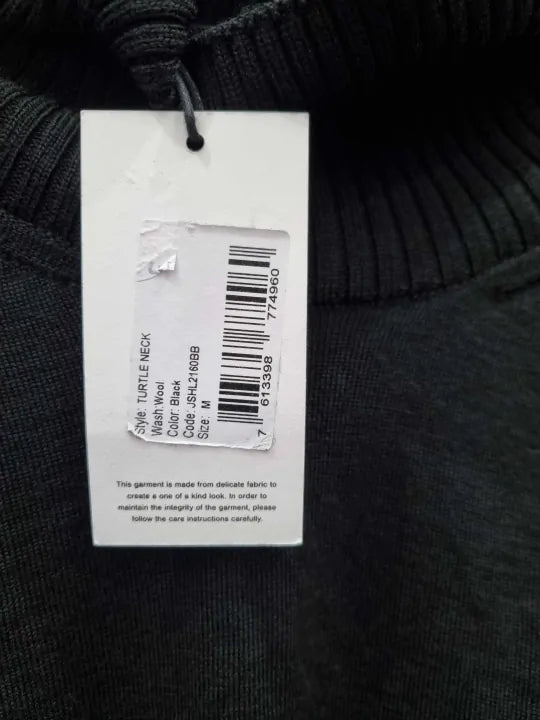 Style: TURTLE NECK
Wash:Wool
Color: Black
Code: JSHL2160BB
Size: M
7 613398 774960
This garment is made from delicate fabric to
create a one of a kind look. In order to
maintain the integrity of the garment, please
follow the care instructions carefully.